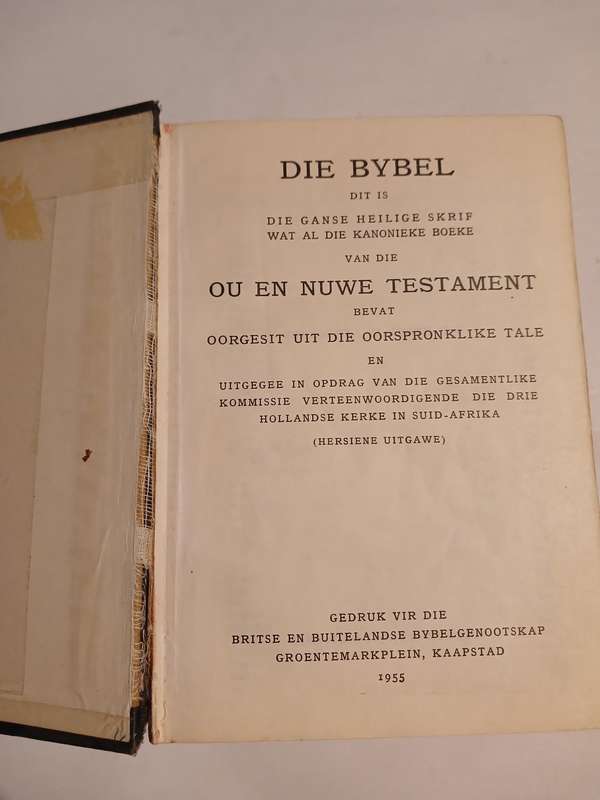 DIE BYBEL
DIT IS
DIE GANSE HEILIGE SKRIF
WAT AL DIE KANONIEKE BOEKE
VAN DIE
OU EN NUWE TESTAMENT
BEVAT
OORGESIT UIT DIE OORSPRONKLIKE TALE
EN
UITGEGEE IN OPDRAG VAN DIE GESAMENTLIKE
KOMMISSIE VERTEENWOORDIGENDE DIE DRIE
HOLLANDSE KERKE IN SUID-AFRIKA
(HERSIENE UITGAWE)
GEDRUK VIR DIE
BRITSE EN BUITELANDSE BYBELGENOOTSKAP
GROENTEMARKPLEIN, KAAPSTAD
1955